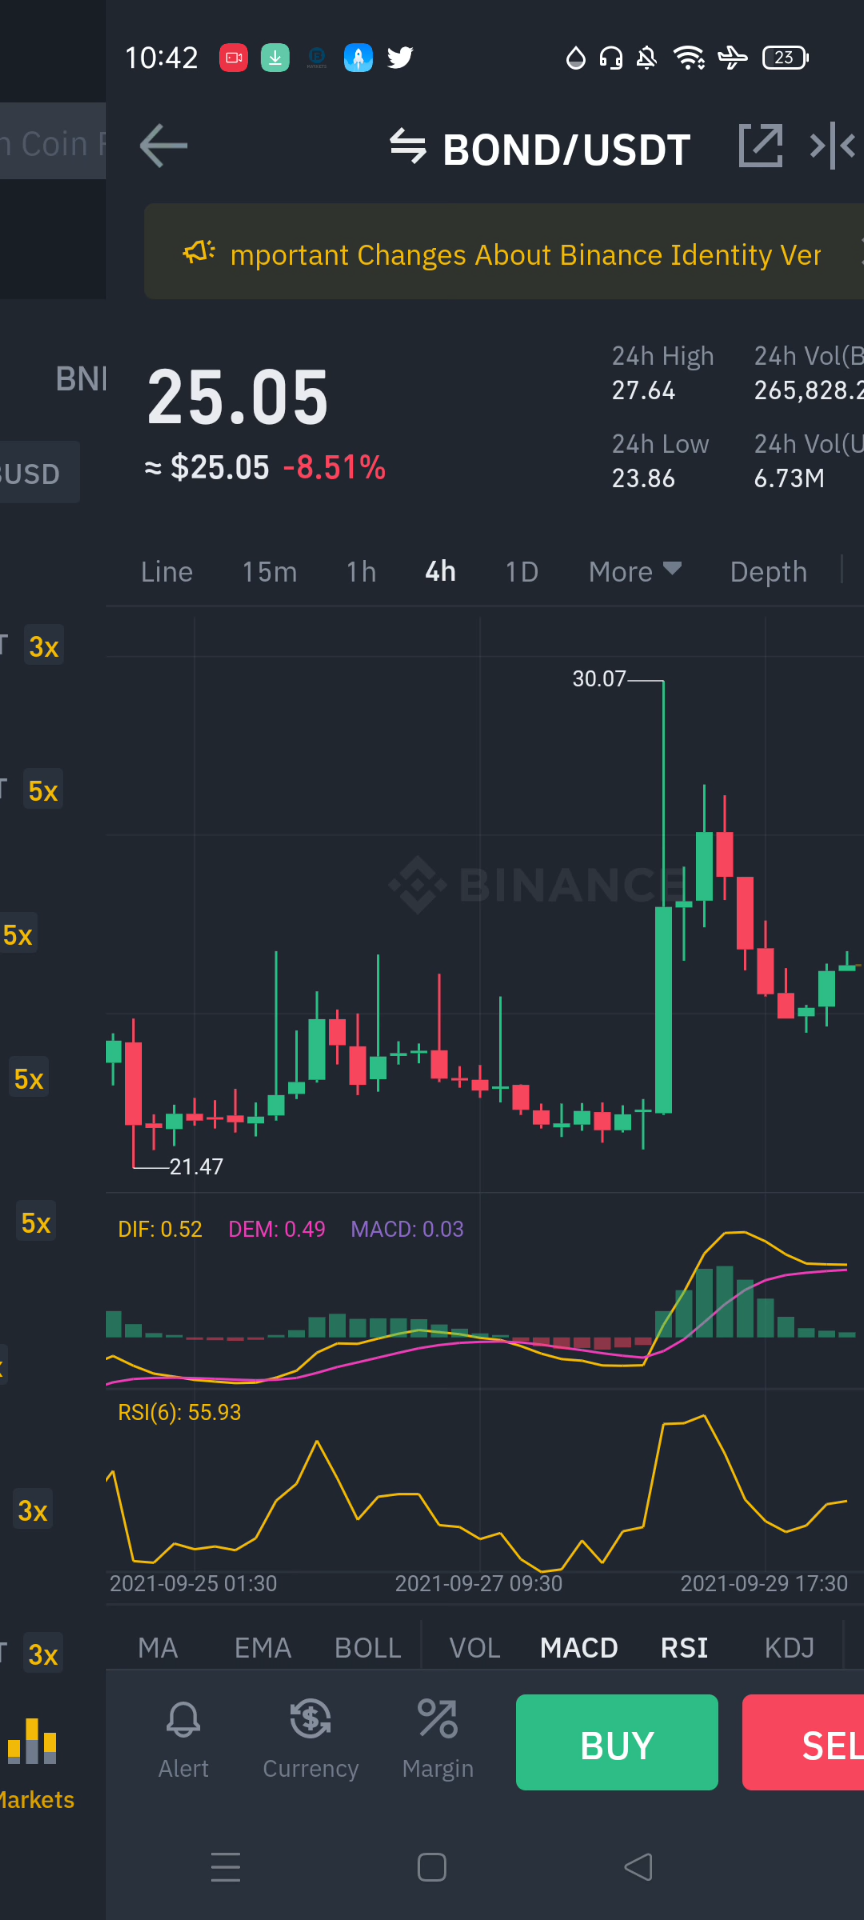 10:42
23
n Coin F
BOND/USDT
mportant Changes About Binance Identity Ver
BNI
BUSD
25.05
≈ $25.05 -8.51%
24h High
27.64
24h Vol(B
265,828.2
24h Low
23.86
24h Vol(U
6.73M
Line 15m 1h 4h 1D More Depth
T 3x
T 5x
5x
5x
5x
3x
T 3x
30.07
BINANCE
21.47
DIF: 0.52 DEM: 0.49 MACD: 0.03
RSI(6): 55.93
2021-09-25 01:30 2021-09-27 09:30 2021-09-29 17:30
MA EMA BOLL VOL MACD RSI KDJ
Markets
Alert Currency Margin BUY SEL